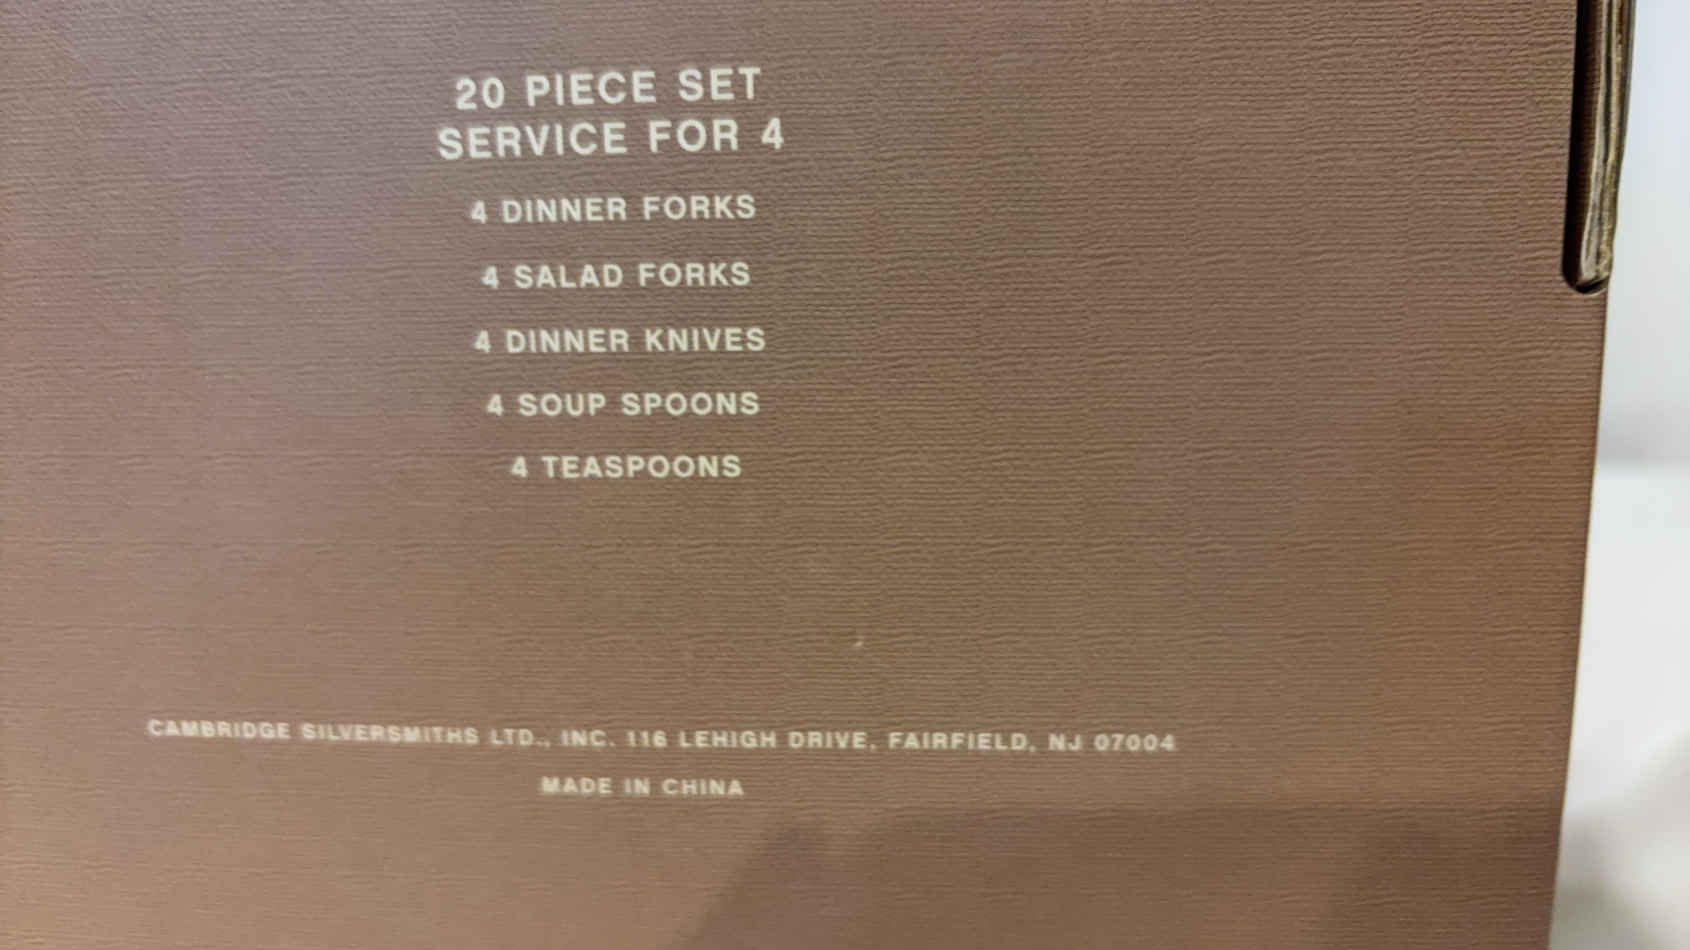 20 PIECE SET
SERVICE FOR 4
4 DINNER FORKS
4 SALAD FORKS
4 DINNER KNIVES
4 SOUP SPOONS
4 TEASPOONS
CAMBRIDGE SILVERSMITHS LTD., INC. 116 LEHIGH DRIVE, FAIRFIELD, NJ 07004
MADE IN CHINA